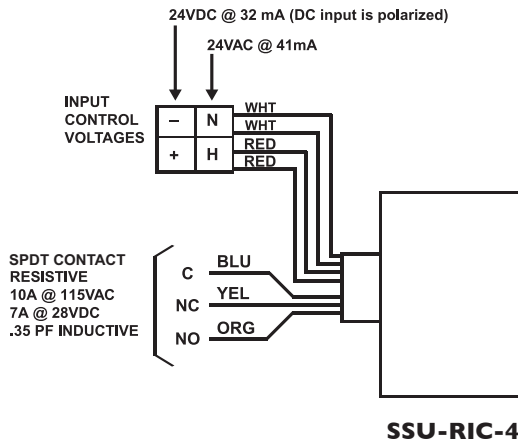 24VDC @ 32 mA (DC input is polarized)
24VAC @ 41mA
INPUT
CONTROL
VOLTAGES
– N
+ H
WHT
WHT
RED
RED
SPDT CONTACT
RESISTIVE
10A @ 115VAC
7A @ 28VDC
.35 PF INDUCTIVE
C BLU
NC YEL
NO ORG
SSU-RIC-4